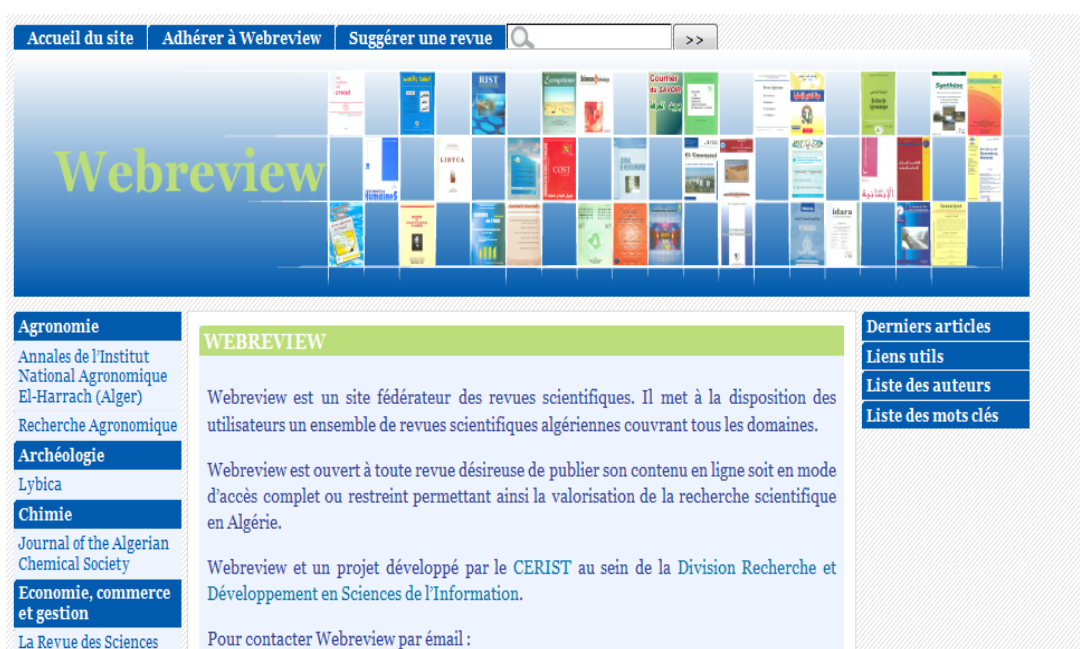 Accueil du site
Adhérer à Webreview
Suggérer une revue
>>
Webreview
RIST
Courrier
du SAVOIR
Synthèse
LIBYCA
COST
idara
Agronomie
Annales de l'Institut
National Agronomique
El-Harrach (Alger)
Recherche Agronomique
Archéologie
Lybica
Chimie
Journal of the Algerian
Chemical Society
Economie, commerce
et gestion
La Revue des Sciences
WEBREVIEW
Webreview est un site fédérateur des revues scientifiques. Il met à la disposition des
utilisateurs un ensemble de revues scientifiques algériennes couvrant tous les domaines.
Webreview est ouvert à toute revue désireuse de publier son contenu en ligne soit en mode
d'accès complet ou restreint permettant ainsi la valorisation de la recherche scientifique
en Algérie.
Webreview et un projet développé par le CERIST au sein de la Division Recherche et
Développement en Sciences de l'Information.
Pour contacter Webreview par émail :
Derniers articles
Liens utils
Liste des auteurs
Liste des mots clés